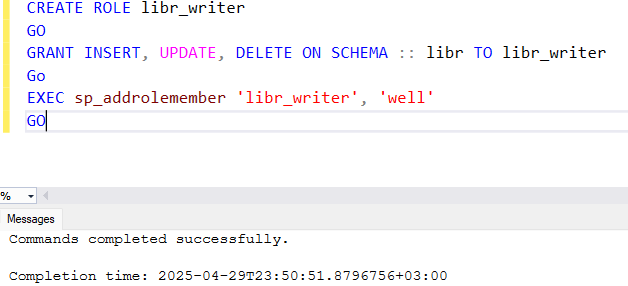 CREATE ROLE libr_writer
GO
GRANT INSERT, UPDATE, DELETE ON SCHEMA :: libr TO libr_writer
Go
EXEC sp_addrolemember 'libr_writer', 'well'
GO
%
Messages
Commands completed successfully.
Completion time: 2025-04-29T23:50:51.8796756+03:00